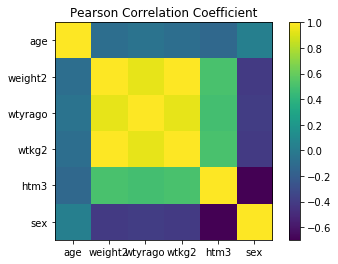 Pearson Correlation Coefficient
age
weight2
wtyrago
wtkg2
htm3
sex
age weight2 wtyrago wtkg2 htm3 sex
1.0
0.8
0.6
0.4
0.2
0.0
−0.2
−0.4
−0.6